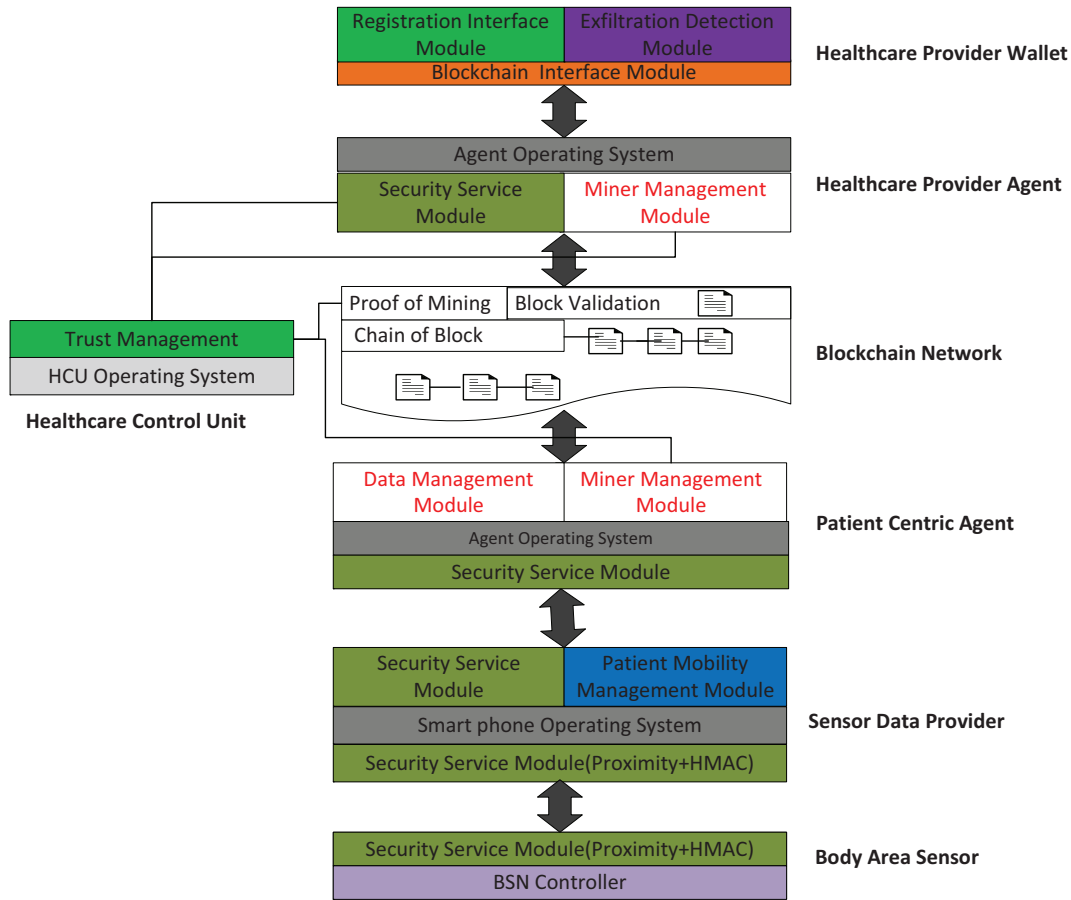 Registration Interface
Module
Exfiltration Detection
Module
Blockchain Interface Module
Healthcare Provider Wallet
Agent Operating System
Security Service
Module
Miner Management
Module
Healthcare Provider Agent
Proof of Mining
Block Validation
Chain of Block
Blockchain Network
Trust Management
HCU Operating System
Healthcare Control Unit
Data Management
Module
Miner Management
Module
Agent Operating System
Security Service Module
Patient Centric Agent
Security Service
Module
Patient Mobility
Management Module
Smart phone Operating System
Security Service Module(Proximity+HMAC)
Sensor Data Provider
Security Service Module(Proximity+HMAC)
BSN Controller
Body Area Sensor